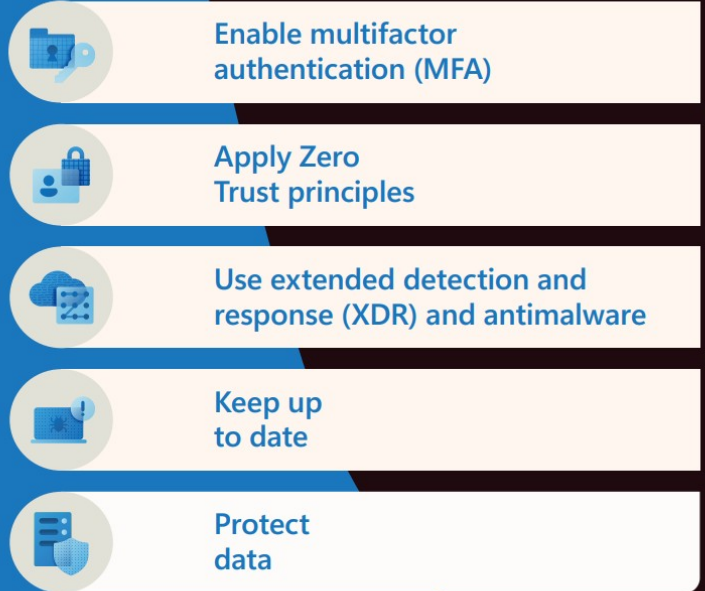 Enable multifactor
authentication (MFA)
Apply Zero
Trust principles
Use extended detection and
response (XDR) and antimalware
Keep up
to date
Protect
data